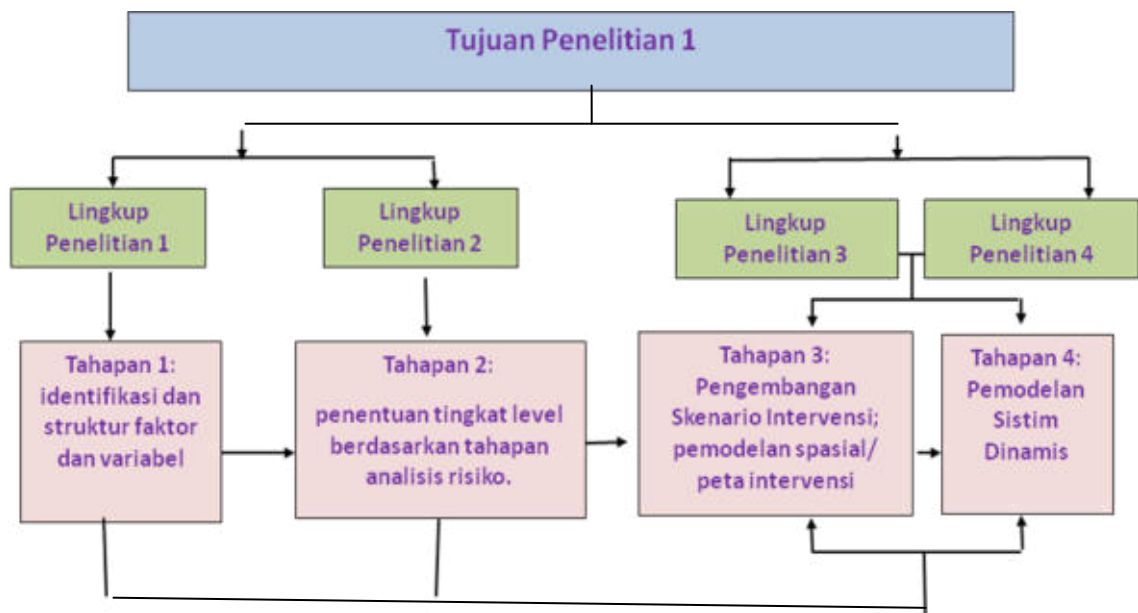 Tujuan Penelitian 1
Lingkup
Penelitian 1
Lingkup
Penelitian 2
Lingkup
Penelitian 3
Lingkup
Penelitian 4
Tahapan 1:
identifikasi dan
struktur faktor
dan variabel
Tahapan 2:
penentuan tingkat level
berdasarkan tahapan
analisis risiko.
Tahapan 3:
Pengembangan
Skenario Intervensi;
pemodelan spasial/
peta intervensi
Tahapan 4:
Pemodelan
Sistim
Dinamis